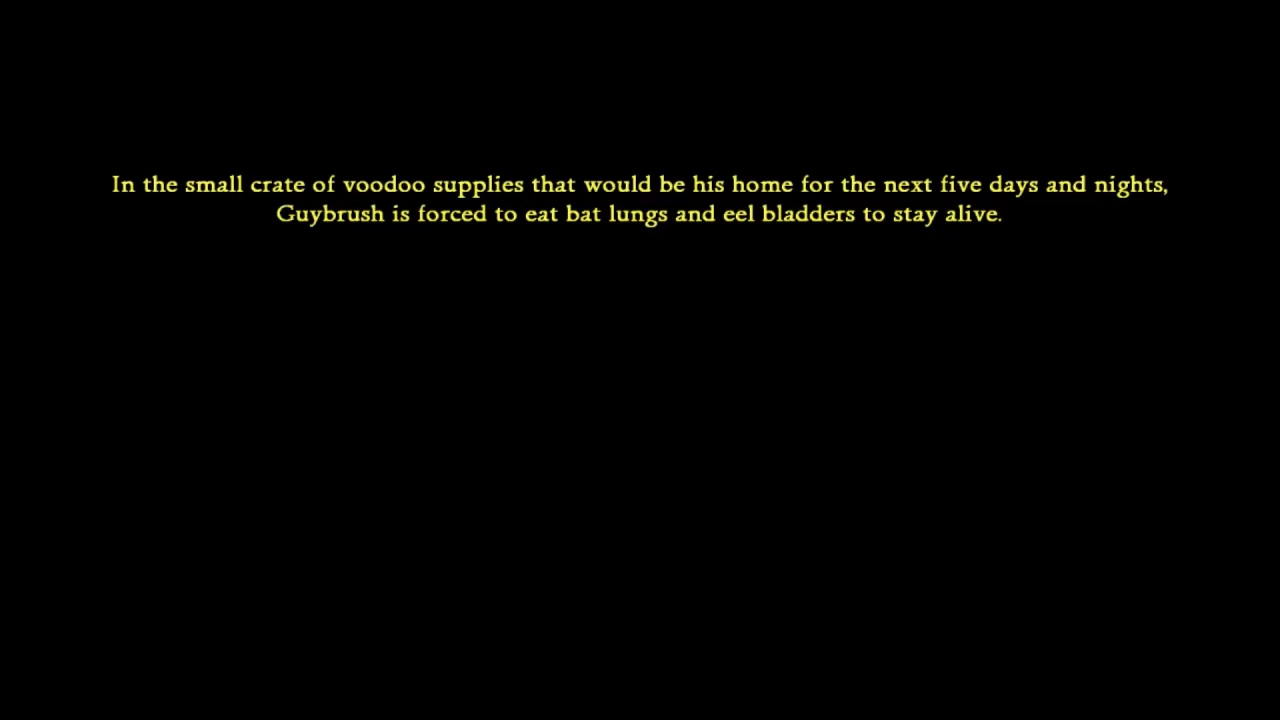 In the small crate of voodoo supplies that would be his home for the next five days and nights,
Guybrush is forced to eat bat lungs and eel bladders to stay alive.